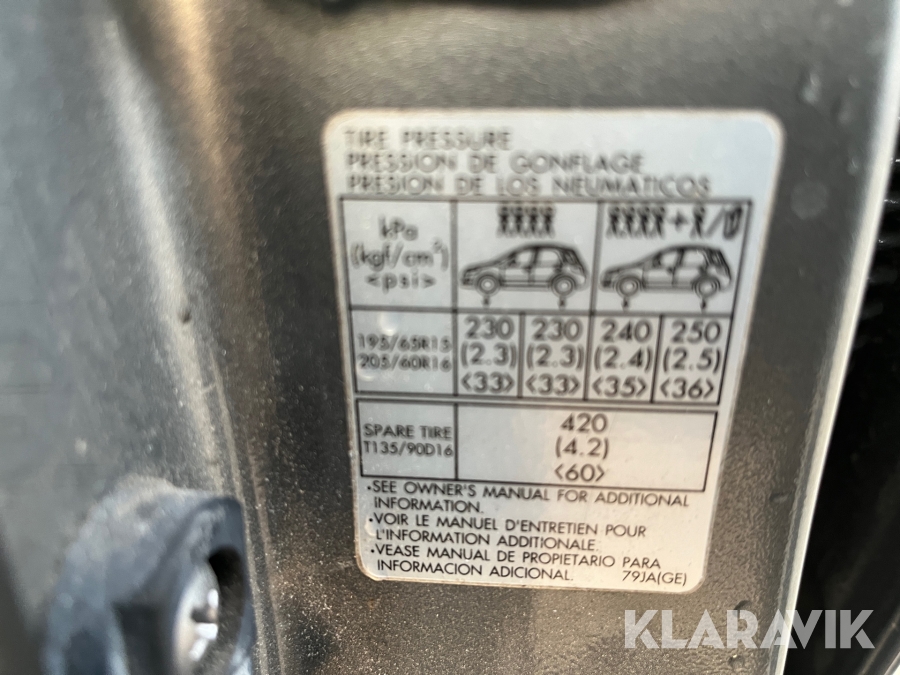 TIRE PRESSURE
PRESSION DE GONFLAGE
PRESION DE LOS NEUMATICOS
kPa
(kgf/cm²)
<psi>
+ /
195/65R15
205/60R16
230 230 240 250
(2.3) (2.3) (2.4) (2.5)
<33> <33> <35> <36>
SPARE TIRE
T135/90D16
420
(4.2)
<60>
•SEE OWNER'S MANUAL FOR ADDITIONAL
INFORMATION.
•VOIR LE MANUEL D'ENTRETIEN POUR
L'INFORMATION ADDITIONALE.
•VEASE MANUAL DE PROPIETARIO PARA
INFORMACION ADICIONAL. 79JA(GE)
KLARAVIK